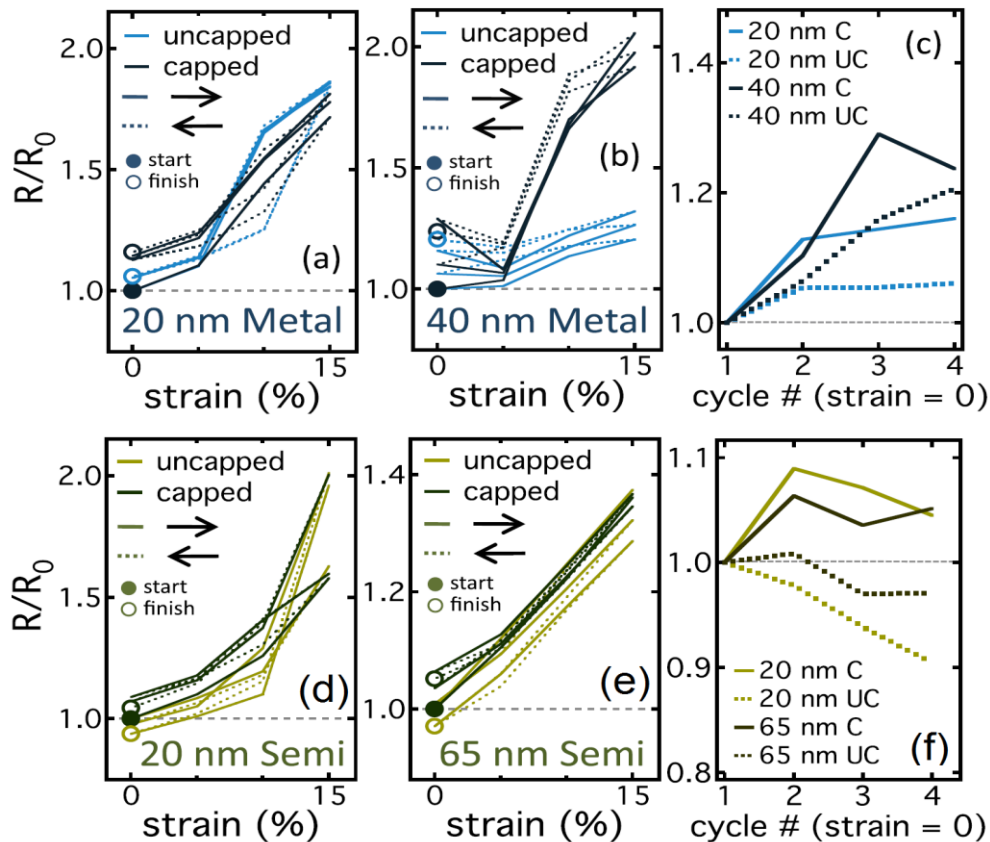 uncapped
capped
start
finish
(a)
20 nm Metal
R/R0
2.0
1.5
1.0
0
15
strain (%)
uncapped
capped
start
finish
(b)
40 nm Metal
2.0
1.5
1.0
0
15
strain (%)
(c)
20 nm C
20 nm UC
40 nm C
40 nm UC
1.4
1.2
1.0
1
2
3
4
cycle # (strain = 0)
uncapped
capped
start
finish
(d)
20 nm Semi
R/R0
2.0
1.5
1.0
0
15
strain (%)
uncapped
capped
start
finish
(e)
65 nm Semi
1.4
1.2
1.0
0
15
strain (%)
1.1
1.0
0.9
0.8
20 nm C
20 nm UC
65 nm C
65 nm UC
(f)
1
2
3
4
cycle # (strain = 0)